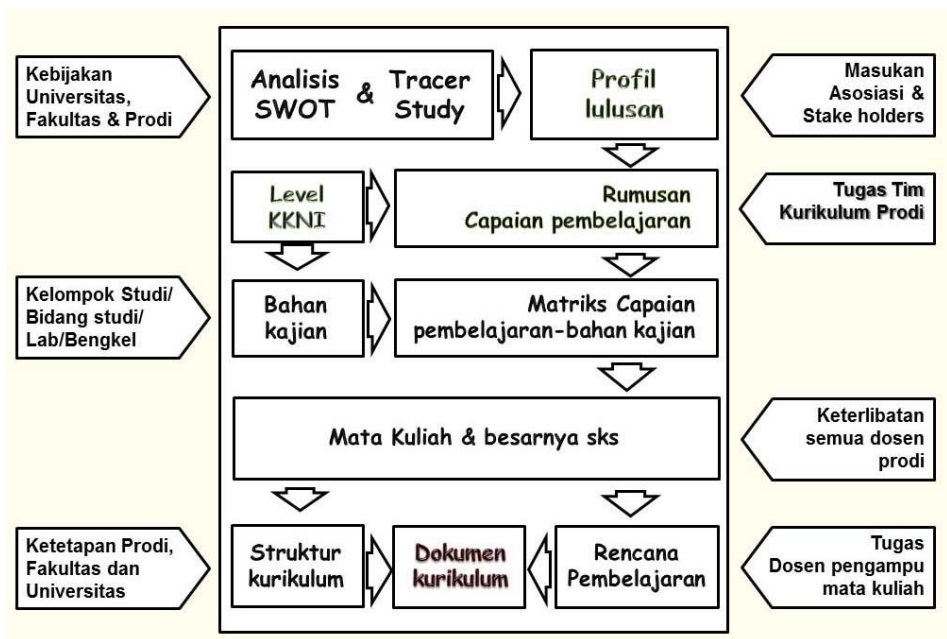 Kebijakan
Universitas,
Fakultas & Prodi
Analisis
SWOT
&
Tracer
Study
Profil
lulusan
Masukan
Asosiasi &
Stake holders
Level
KKNI
Rumusan
Capaian pembelajaran
Tugas Tim
Kurikulum Prodi
Kelompok Studi/
Bidang studi/
Lab/Bengkel
Bahan
kajian
Matriks Capaian
pembelajaran-bahan kajian
Mata Kuliah & besarnya sks
Keterlibatan
semua dosen
prodi
Ketetapan Prodi,
Fakultas dan
Universitas
Struktur
kurikulum
Dokumen
kurikulum
Rencana
Pembelajaran
Tugas
Dosen pengampu
mata kuliah